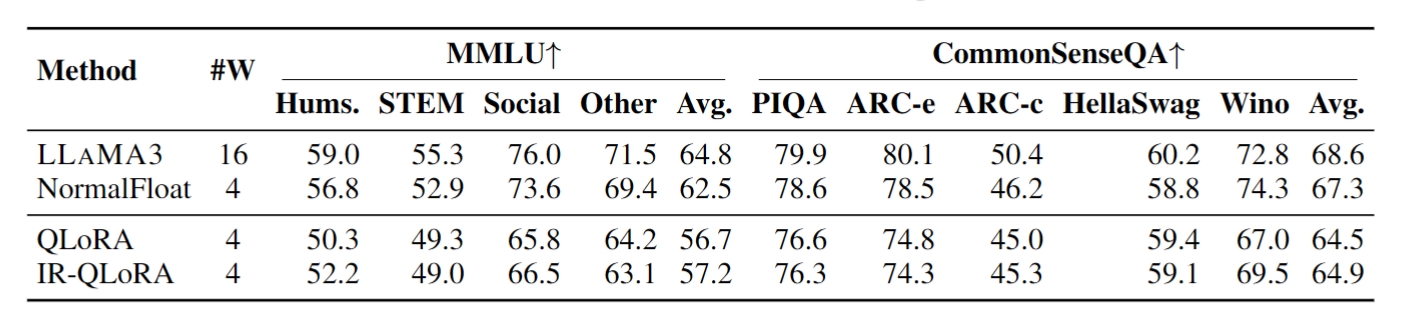 Method #W MMLU↑ CommonSenseQA↑
Hums. STEM Social Other Avg. PIQA ARC-e ARC-c HellaSwag Wino Avg.
LLAMA3 16 59.0 55.3 76.0 71.5 64.8 79.9 80.1 50.4 60.2 72.8 68.6
NormalFloat 4 56.8 52.9 73.6 69.4 62.5 78.6 78.5 46.2 58.8 74.3 67.3
QLoRA 4 50.3 49.3 65.8 64.2 56.7 76.6 74.8 45.0 59.4 67.0 64.5
IR-QLoRA 4 52.2 49.0 66.5 63.1 57.2 76.3 74.3 45.3 59.1 69.5 64.9